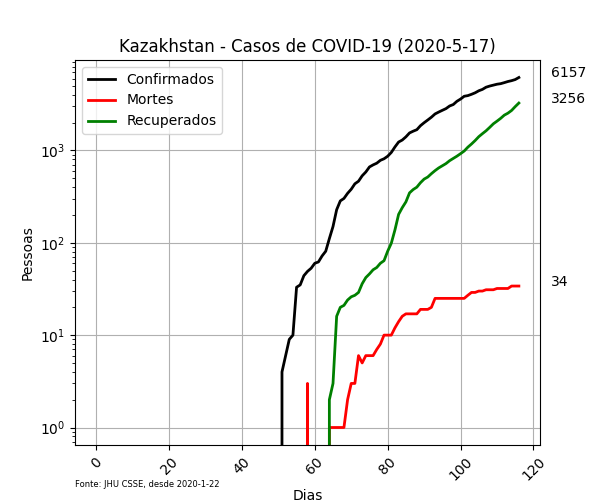 Kazakhstan - Casos de COVID-19 (2020-5-17)
Confirmados
Mortes
Recuperados
6157
3256
34
10³
10²
10¹
10⁰
Pessoas
0
20
40
60
80
100
120
Fonte: JHU CSSE, desde 2020-1-22
Dias